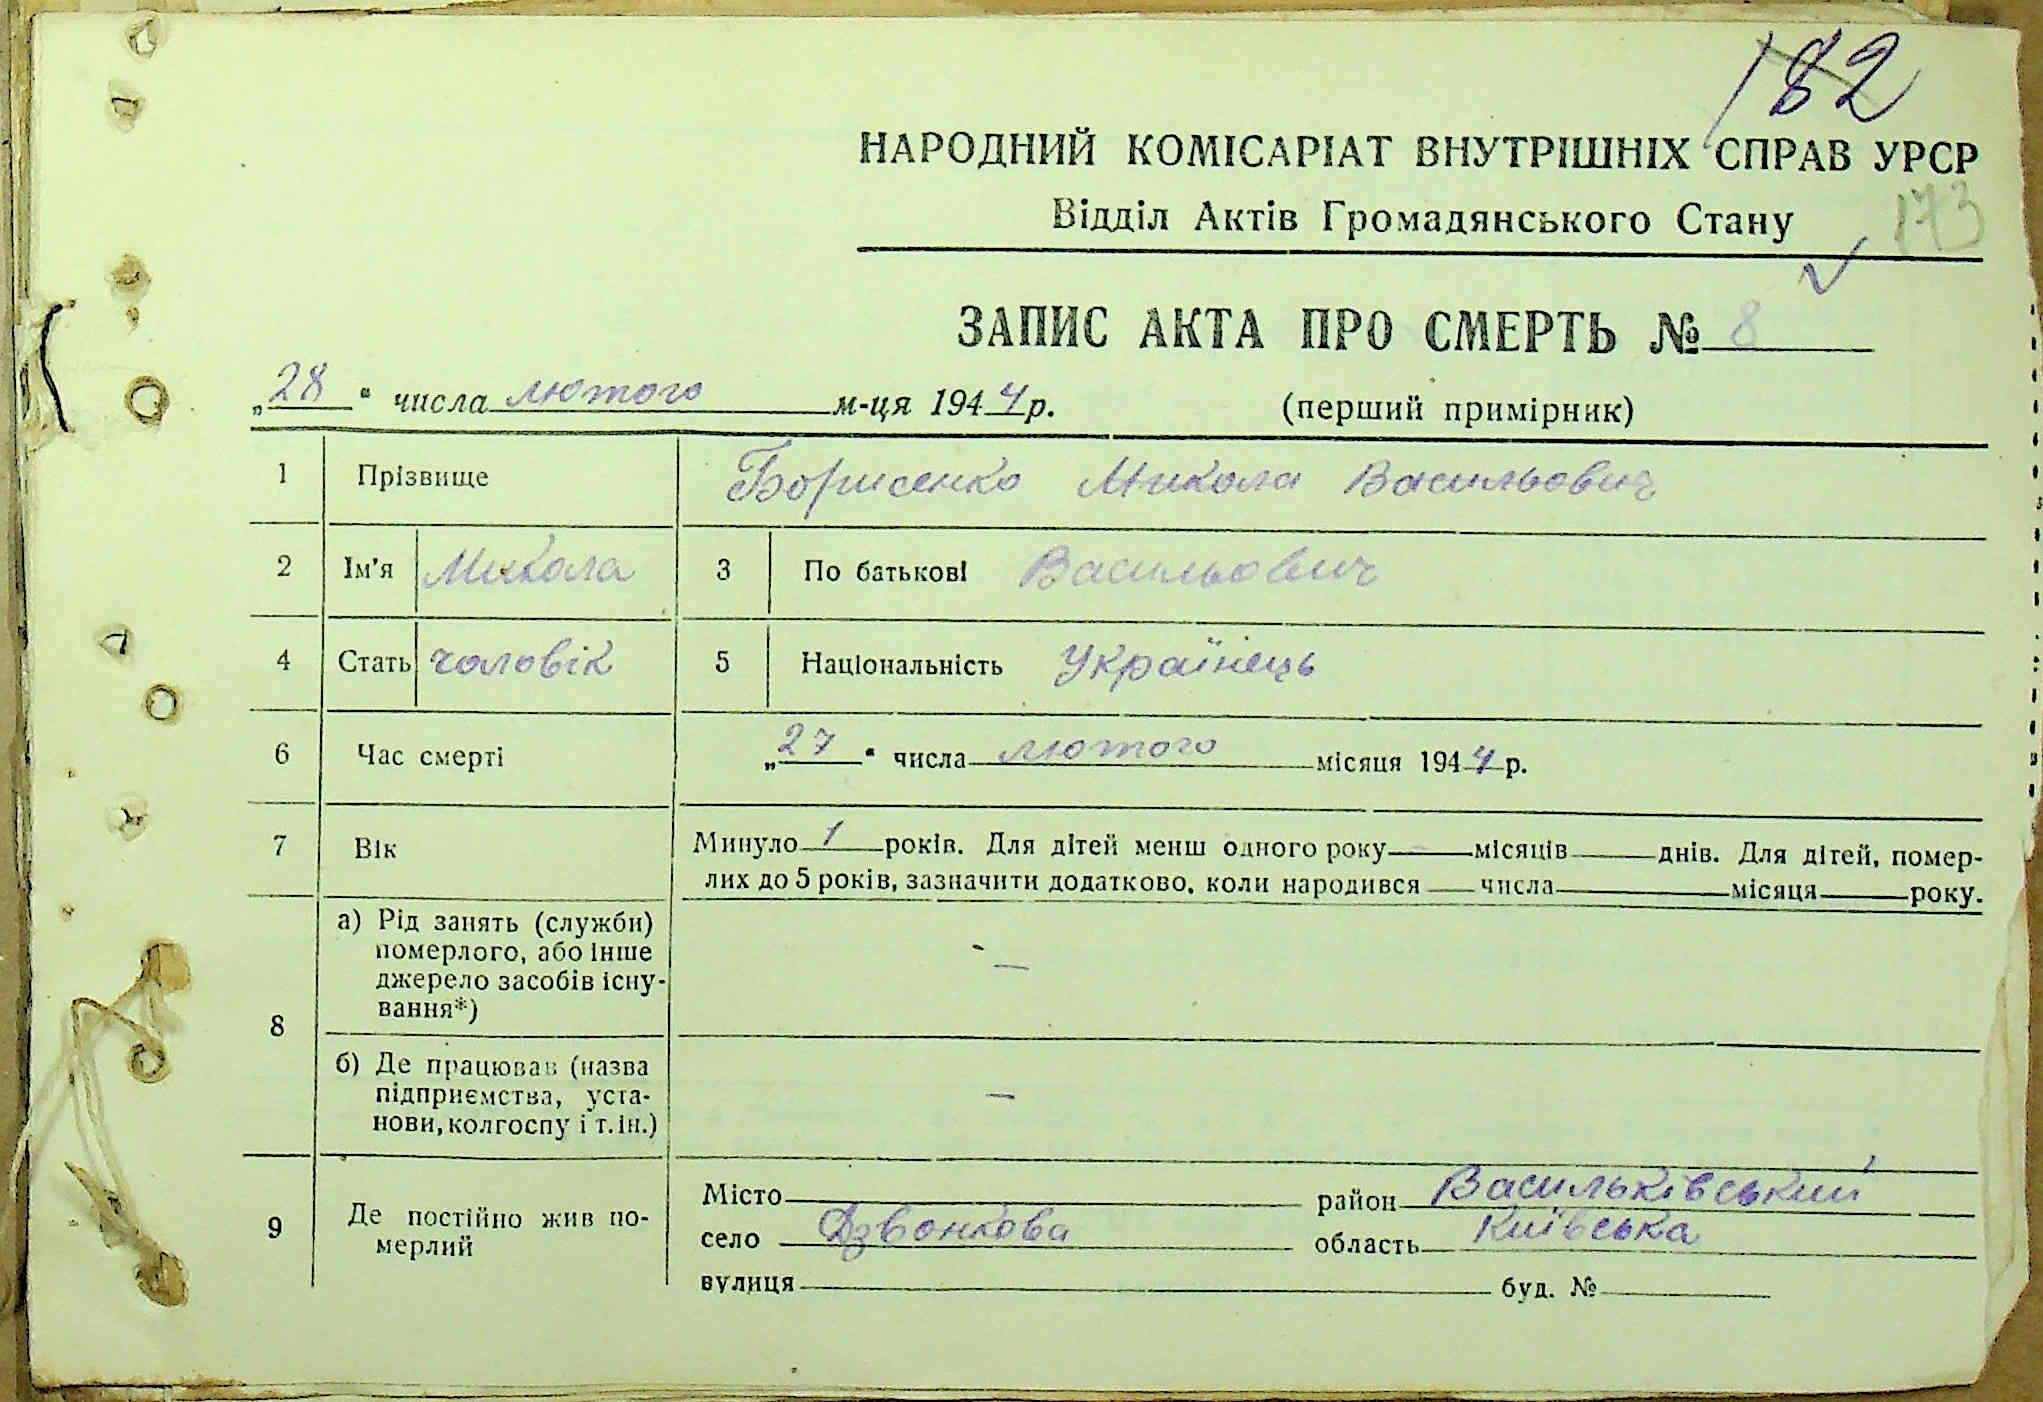 182
НАРОДНИЙ КОМІСАРІАТ ВНУТРІШНІХ СПРАВ УРСР
Відділ Актів Громадянського Стану
173
ЗАПИС АКТА ПРО СМЕРТЬ № 8
„28“ числа лютого м-ця 1944 р.
(перший примірник)
1 Прізвище Борисенко Микола Васильович
2 Ім'я Микола 3 По батькові Васильович
4 Стать чоловік 5 Національність Українець
6 Час смерті „27“ числа лютого місяця 1944 р.
7 Вік Минуло 1 років. Для дітей менш одного року місяців днів. Для дітей, помер-
лих до 5 років, зазначити додатково, коли народився числа місяця року.
8 а) Рід занять (служби)
померлого, або інше
джерело засобів існу-
вання*) —
б) Де працював (назва
підприємства, уста-
нови, колгоспу і т. ін.) —
9 Де постійно жив по-
мерлий
Місто район Васильківський
село Дзвонкова область Київська
вулиця буд. №